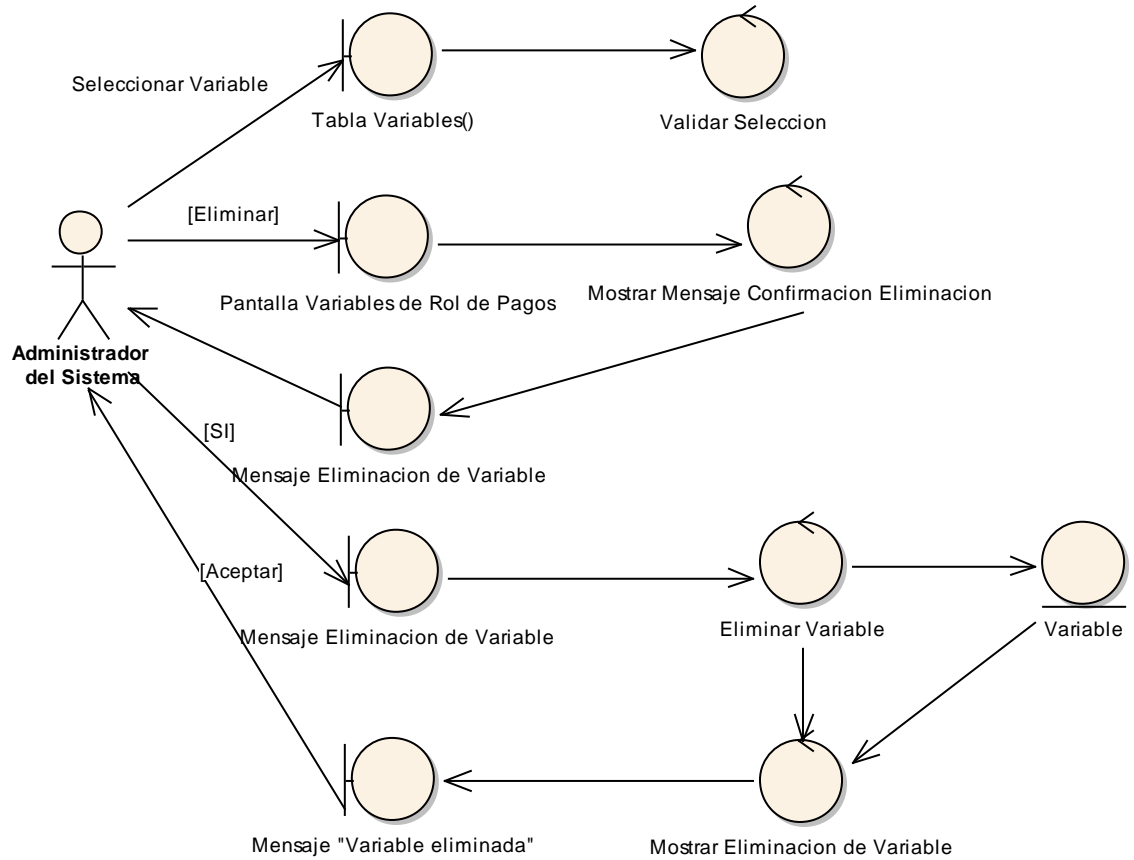 Seleccionar Variable
Tabla Variables()
Validar Seleccion
[Eliminar]
Pantalla Variables de Rol de Pagos
Mostrar Mensaje Confirmacion Eliminacion
Administrador
del Sistema
[SI]
Mensaje Eliminacion de Variable
[Aceptar]
Mensaje Eliminacion de Variable
Eliminar Variable
Variable
Mensaje "Variable eliminada"
Mostrar Eliminacion de Variable